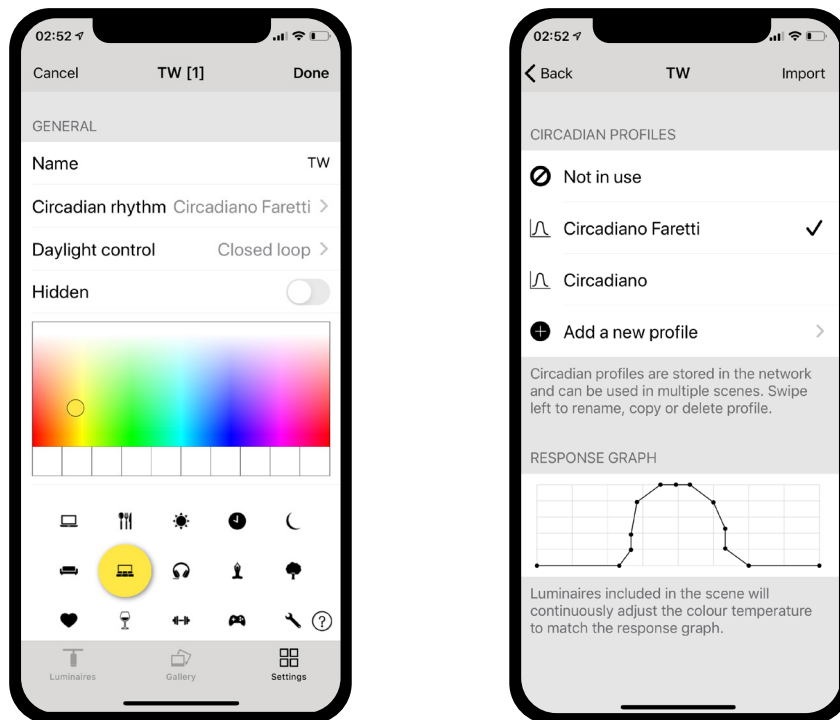 02:52
Cancel TW [1] Done
GENERAL
Name TW
Circadian rhythm Circadiano Faretti
Daylight control Closed loop
Hidden
?
Luminaires Gallery Settings
02:52
Back TW Import
CIRCADIAN PROFILES
Not in use
Circadiano Faretti
Circadiano
Add a new profile
Circadian profiles are stored in the network
and can be used in multiple scenes. Swipe
left to rename, copy or delete profile.
RESPONSE GRAPH
Luminaires included in the scene will
continuously adjust the colour temperature
to match the response graph.